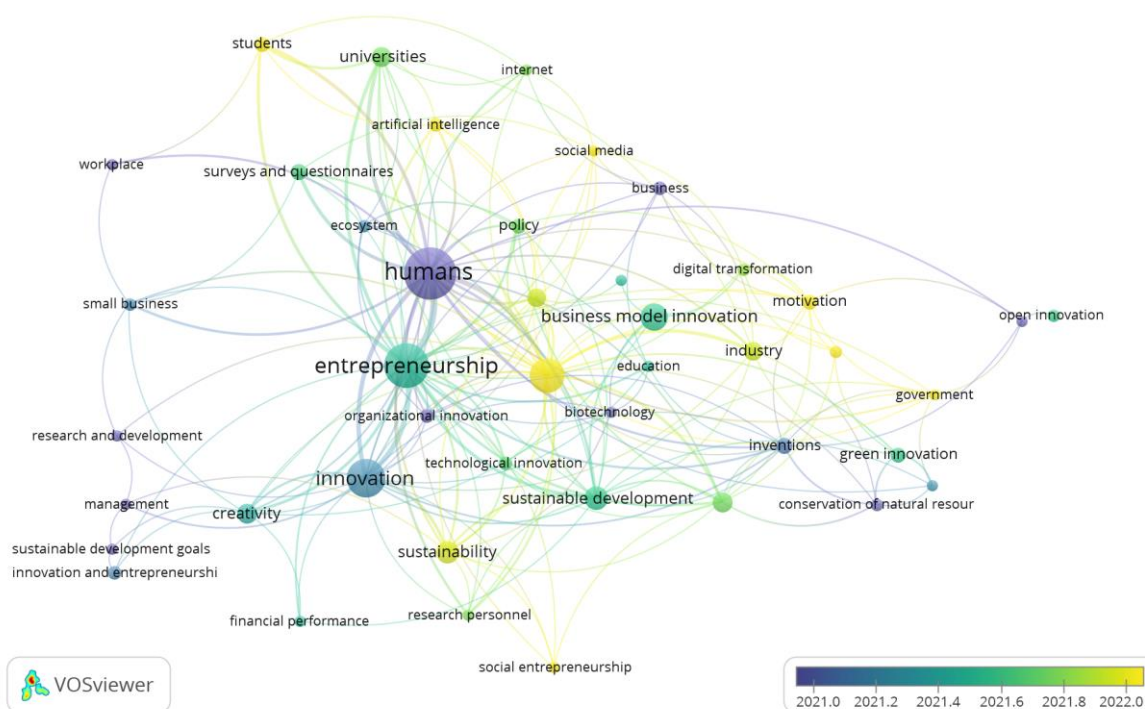 students
universities
internet
artificial intelligence
social media
workplace
surveys and questionnaires
business
ecosystem
policy
humans
digital transformation
small business
motivation
business model innovation
open innovation
industry
entrepreneurship
education
government
organizational innovation
biotechnology
research and development
inventions
green innovation
technological innovation
innovation
sustainable development
management
conservation of natural resour
creativity
sustainable development goals
sustainability
innovation and entrepreneurshi
research personnel
financial performance
social entrepreneurship
VOSviewer
2021.0 2021.2 2021.4 2021.6 2021.8 2022.0